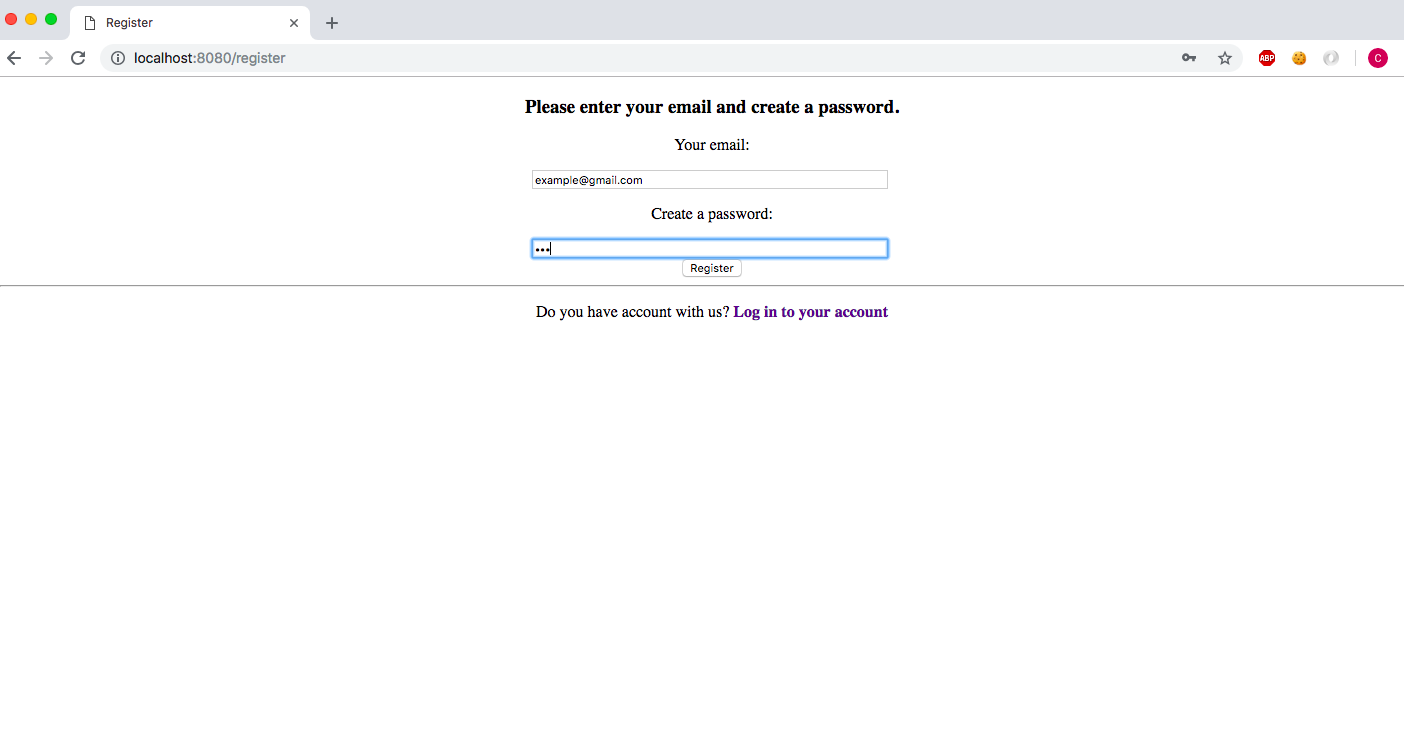 Register
localhost:8080/register
ABP
C
Please enter your email and create a password.
Your email:
example@gmail.com
Create a password:
•••
Register
Do you have account with us? Log in to your account